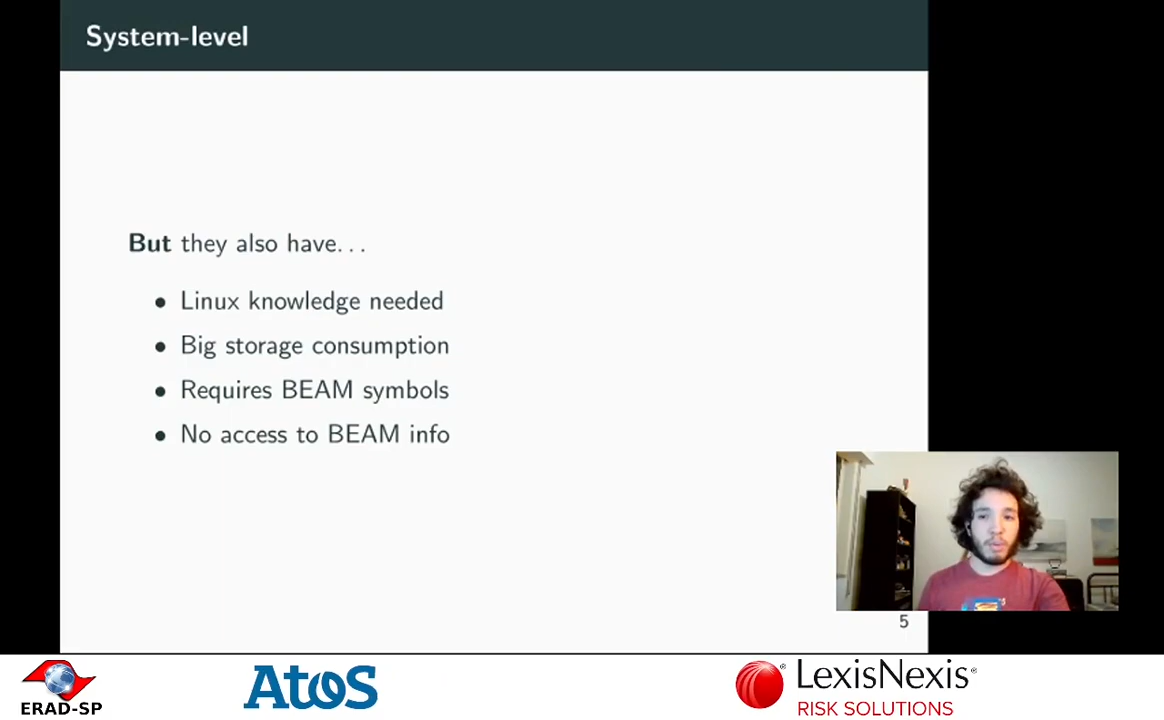 System-level
But they also have. . .
• Linux knowledge needed
• Big storage consumption
• Requires BEAM symbols
• No access to BEAM info
5
ERAD-SP
Atos
LexisNexis®
RISK SOLUTIONS